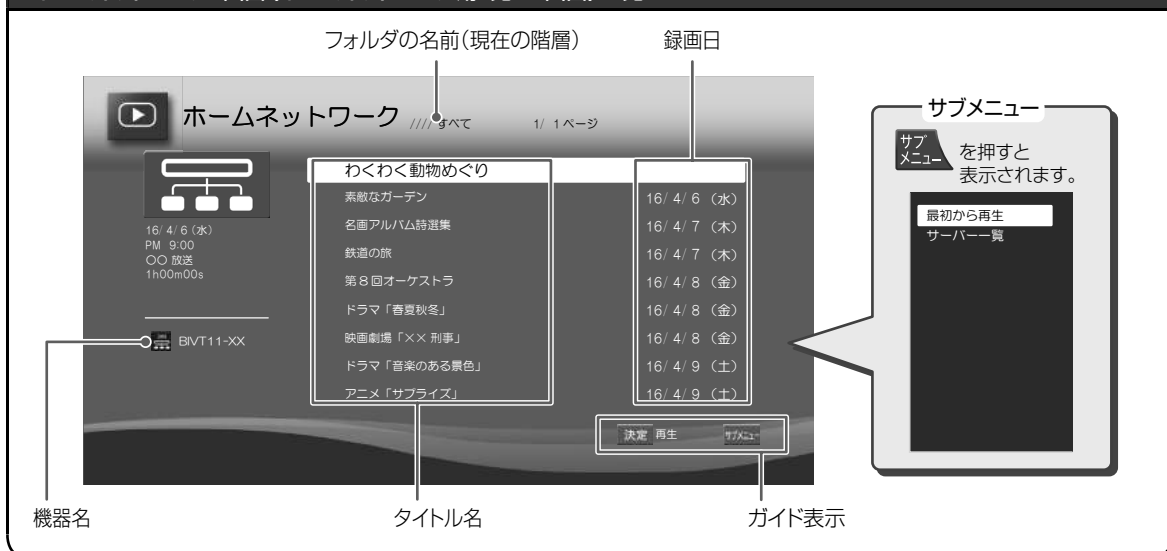 フォルダの名前(現在の階層)
録画日
ホームネットワーク //// すべて 1/ 1ページ
わくわく動物めぐり
素敵なガーデン 16/ 4/ 6 (水)
名画アルバム詩選集 16/ 4/ 7 (木)
鉄道の旅 16/ 4/ 7 (木)
第8回オーケストラ 16/ 4/ 8 (金)
ドラマ「春夏秋冬」 16/ 4/ 8 (金)
映画劇場「×× 刑事」 16/ 4/ 8 (金)
ドラマ「音楽のある景色」 16/ 4/ 9 (土)
アニメ「サプライズ」 16/ 4/ 9 (土)
16/ 4/ 6 (水)
PM 9:00
〇〇 放送
1h00m00s
BIVT11-XX
決定 再生 サブメニュー
サブメニュー
サブ
メニュー
を押すと
表示されます。
最初から再生
サーバー一覧
機器名
タイトル名
ガイド表示